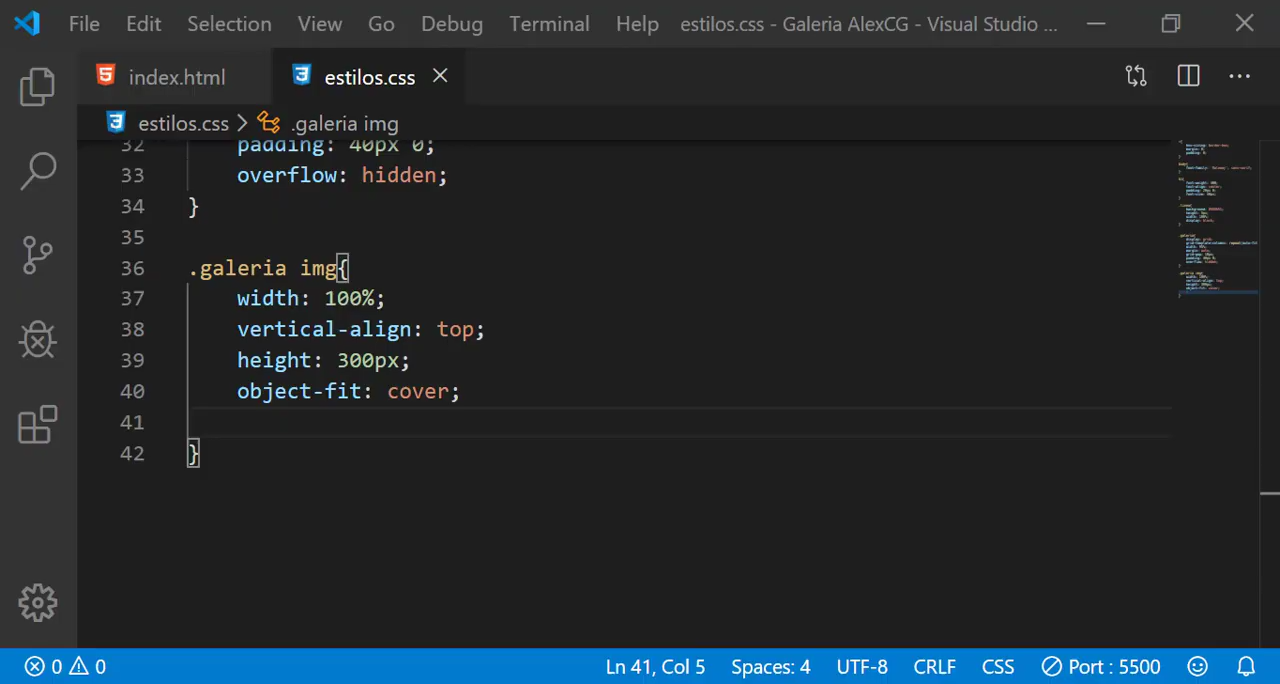 File Edit Selection View Go Debug Terminal Help estilos.css - Galeria AlexCG - Visual Studio ...
index.html estilos.css
estilos.css > .galeria img
32 padding: 40px 0;
33 overflow: hidden;
34 }
35
36 .galeria img{
37 width: 100%;
38 vertical-align: top;
39 height: 300px;
40 object-fit: cover;
41
42 }
0 0 Ln 41, Col 5 Spaces: 4 UTF-8 CRLF CSS Port : 5500